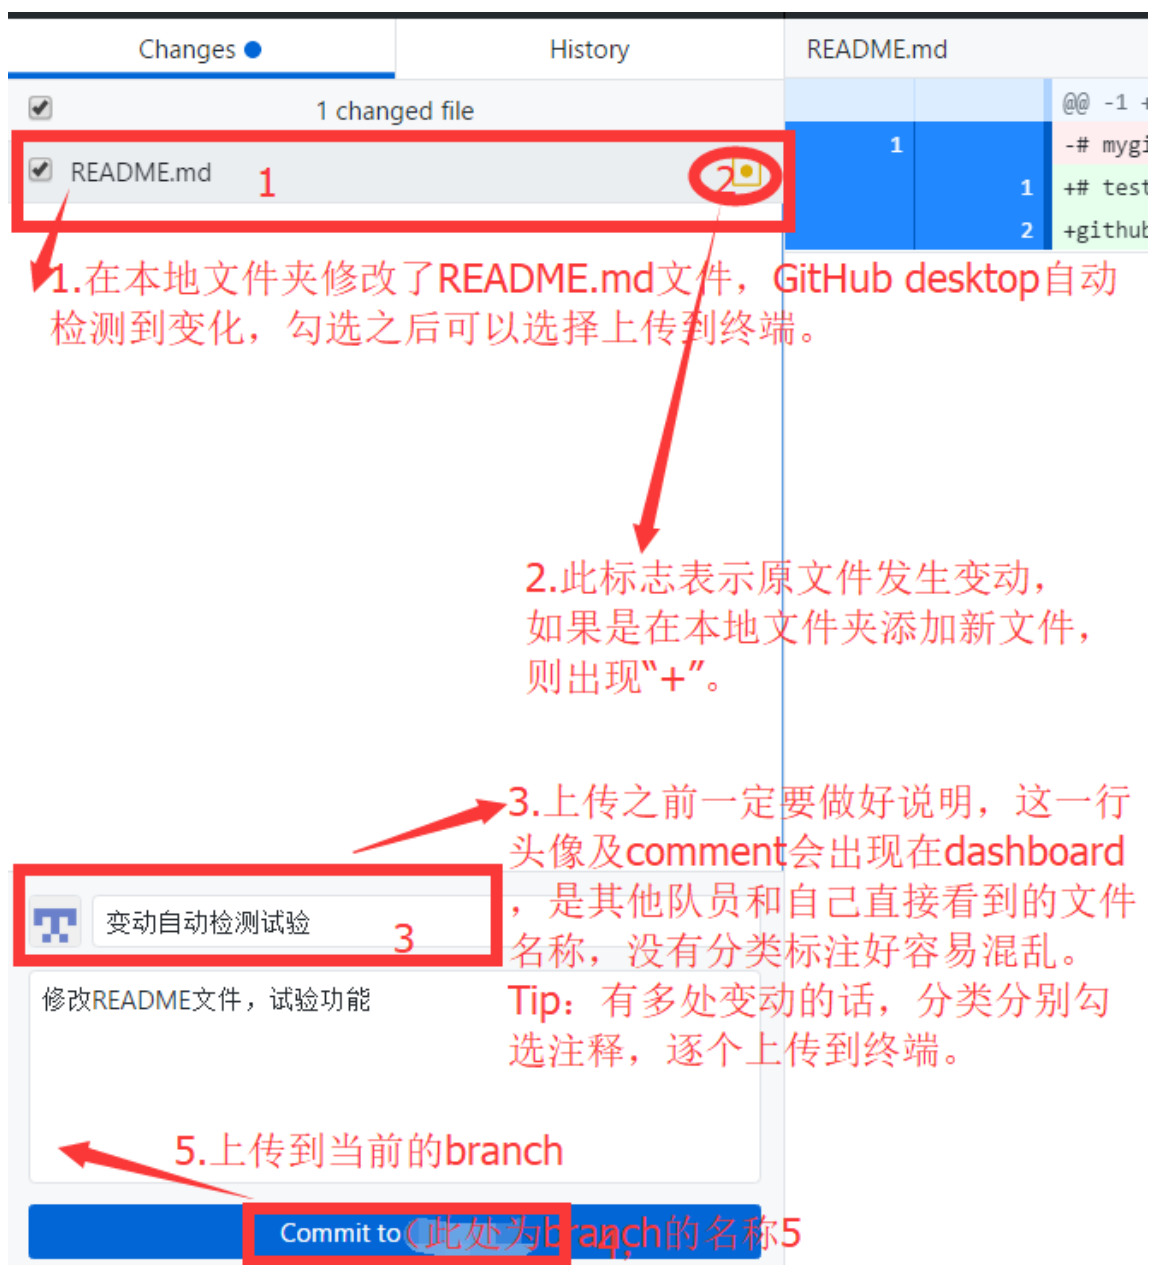 Changes
History
README.md
1 changed file
@@ -1 +
README.md
1
2
1
-# mygi
1
+# test
2
+github
1.在本地文件夹修改了README.md文件，GitHub desktop自动
检测到变化，勾选之后可以选择上传到终端。
2.此标志表示原文件发生变动，
如果是在本地文件夹添加新文件，
则出现“+”。
3.上传之前一定要做好说明，这一行
头像及comment会出现在dashboard
，是其他队员和自己直接看到的文件
名称，没有分类标注好容易混乱。
Tip：有多处变动的话，分类分别勾
选注释，逐个上传到终端。
变动自动检测试验
3
修改README文件，试验功能
5.上传到当前的branch
Commit to
(此处为branch的名称5
4,